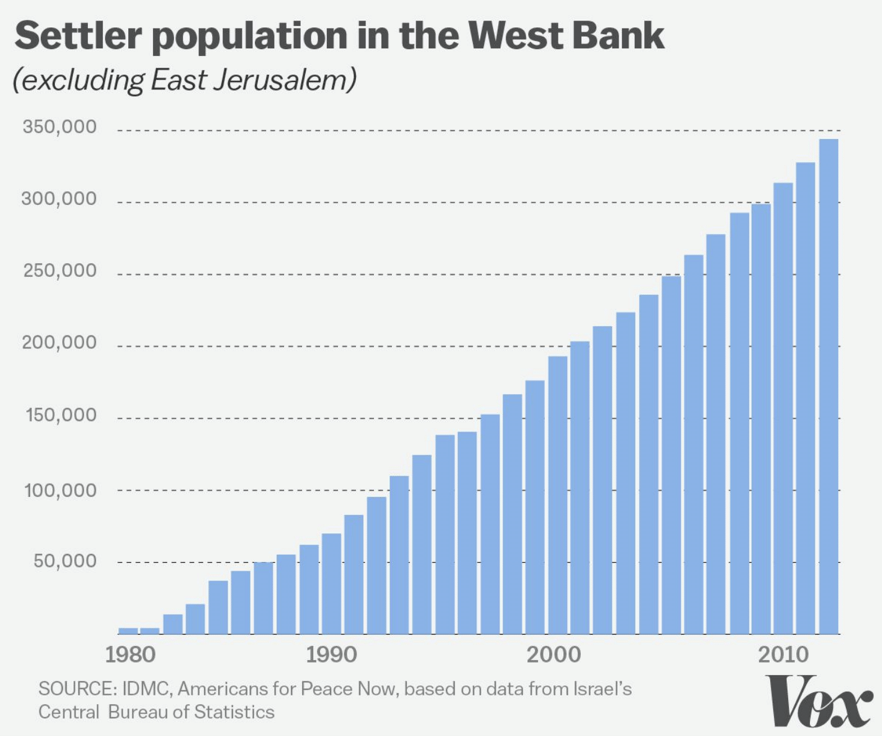 Settler population in the West Bank
(excluding East Jerusalem)
350,000
300,000
250,000
200,000
150,000
100,000
50,000
1980 1990 2000 2010
SOURCE: IDMC, Americans for Peace Now, based on data from Israel's
Central Bureau of Statistics
Vox